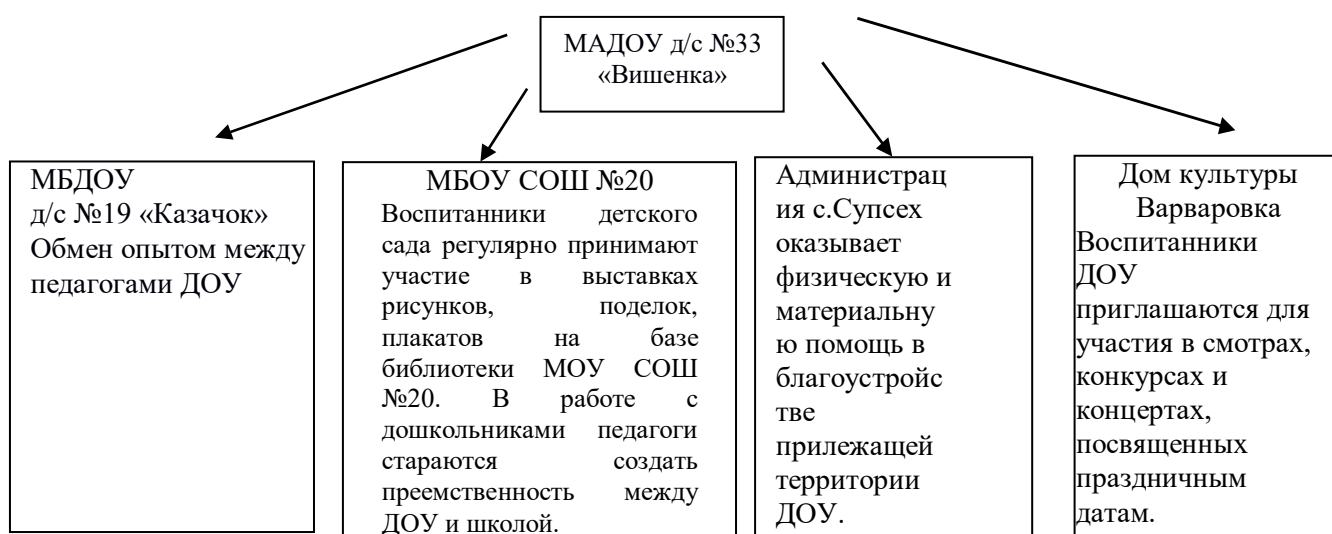 МАДОУ д/с №33
«Вишенка»
МБДОУ
д/с №19 «Казачок»
Обмен опытом между
педагогами ДОУ
МБОУ СОШ №20
Воспитанники детского
сада регулярно принимают
участие в выставках
рисунков, поделок,
плакатов на базе
библиотеки МОУ СОШ
№20. В работе с
дошкольниками педагоги
стараются создать
преемственность между
ДОУ и школой.
Администрац
ия с.Супсех
оказывает
физическую и
материальну
ю помощь в
благоустройс
тве
прилежащей
территории
ДОУ.
Дом культуры
Варваровка
Воспитанники
ДОУ
приглашаются для
участия в смотрах,
конкурсах и
концертах,
посвященных
праздничным
датам.